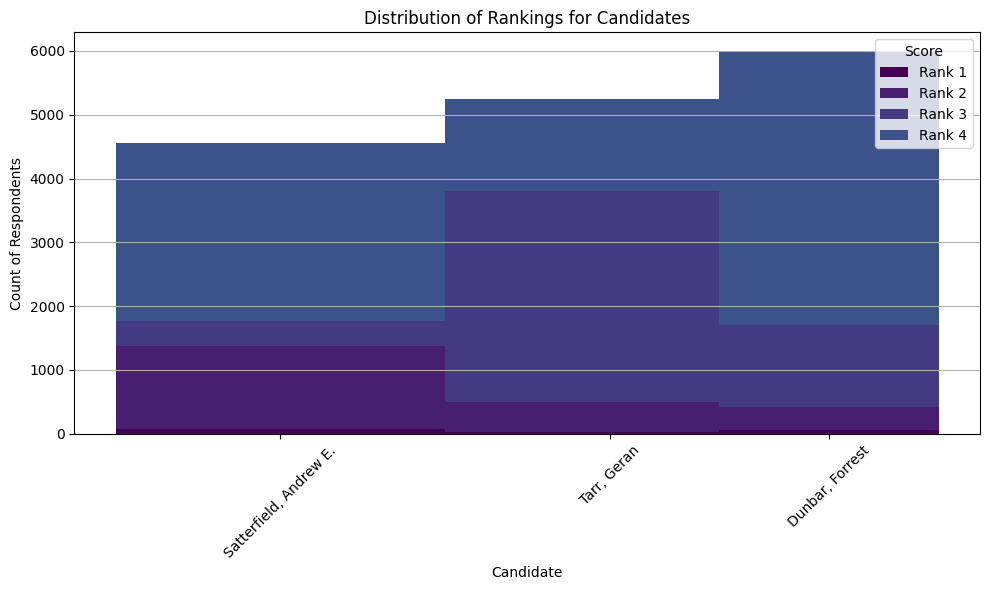 Distribution of Rankings for Candidates
Count of Respondents
6000
5000
4000
3000
2000
1000
0
Score
Rank 1
Rank 2
Rank 3
Rank 4
Satterfield, Andrew E.
Tarr, Geran
Dunbar, Forrest
Candidate